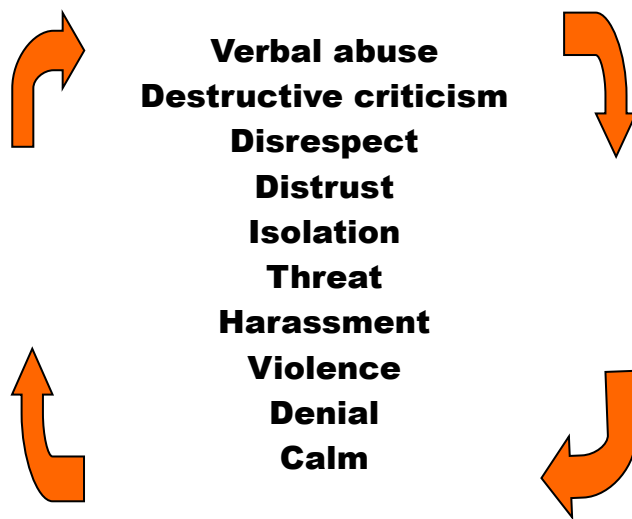 Verbal abuse
Destructive criticism
Disrespect
Distrust
Isolation
Threat
Harassment
Violence
Denial
Calm